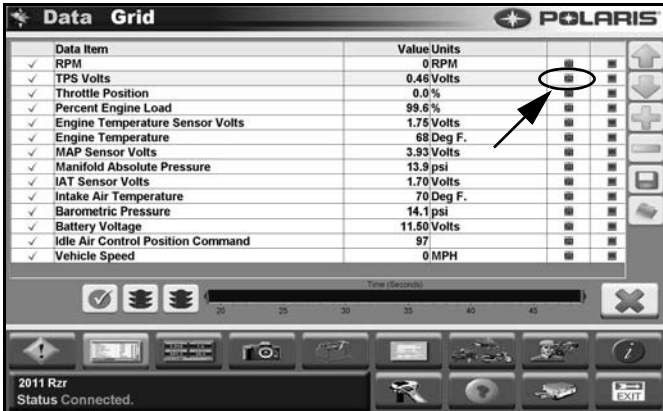 Data Grid
POLARIS
Data Item Value Units
RPM 0 RPM
TPS Volts 0.46 Volts
Throttle Position 0.0 %
Percent Engine Load 99.6 %
Engine Temperature Sensor Volts 1.75 Volts
Engine Temperature 68 Deg F.
MAP Sensor Volts 3.93 Volts
Manifold Absolute Pressure 13.9 psi
IAT Sensor Volts 1.70 Volts
Intake Air Temperature 70 Deg F.
Barometric Pressure 14.1 psi
Battery Voltage 11.50 Volts
Idle Air Control Position Command 97
Vehicle Speed 0 MPH
Time (Seconds)
20 25 30 35 40 45
2011 Rzr
Status Connected.
EXIT